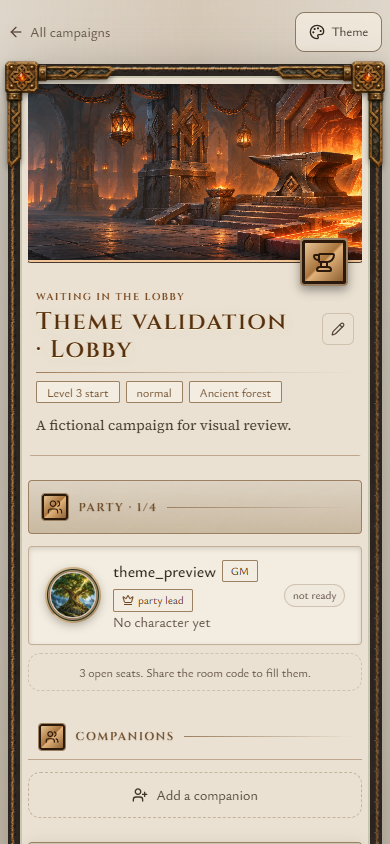 All campaigns
Theme
WAITING IN THE LOBBY
THEME VALIDATION
· LOBBY
Level 3 start
normal
Ancient forest
A fictional campaign for visual review.
PARTY · 1/4
theme_preview
GM
party lead
not ready
No character yet
3 open seats. Share the room code to fill them.
COMPANIONS
Add a companion